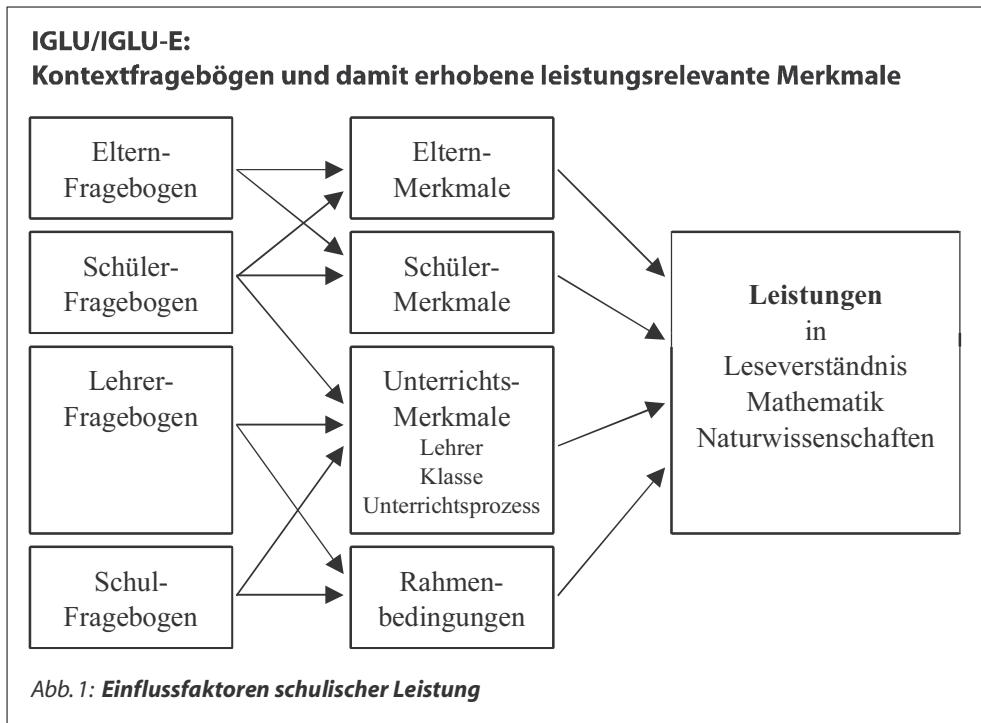 IGLU/IGLU-E:
Kontextfragebögen und damit erhobene leistungsrelevante Merkmale
Eltern-
Fragebogen
Eltern-
Merkmale
Schüler-
Fragebogen
Schüler-
Merkmale
Leistungen
in
Leseverständnis
Mathematik
Naturwissenschaften
Lehrer-
Fragebogen
Unterrichts-
Merkmale
Lehrer
Klasse
Unterrichtsprozess
Schul-
Fragebogen
Rahmen-
bedingungen
Abb. 1: Einflussfaktoren schulischer Leistung